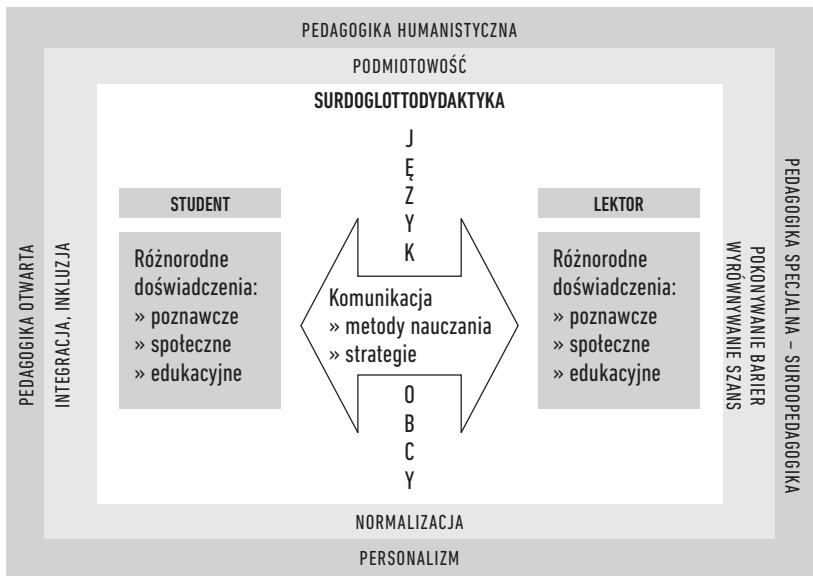 PEDAGOGIKA HUMANISTYCZNA
PODMIOTOWOŚĆ
SURDOGLOTTODYDAKTYKA
PEDAGOGIKA OTWARTA
INTEGRACJA, INKLUZJA
STUDENT
Różnorodne
doświadczenia:
» poznawcze
» społeczne
» edukacyjne
J
Ę
Z
Y
K
Komunikacja
» metody nauczania
» strategie
O
B
C
Y
LEKTOR
Różnorodne
doświadczenia:
» poznawcze
» społeczne
» edukacyjne
POKONYWANIE BARIER
WYRÓWNYWANIE SZANS
PEDAGOGIKA SPECJALNA – SURDOPEDAGOGIKA
NORMALIZACJA
PERSONALIZM